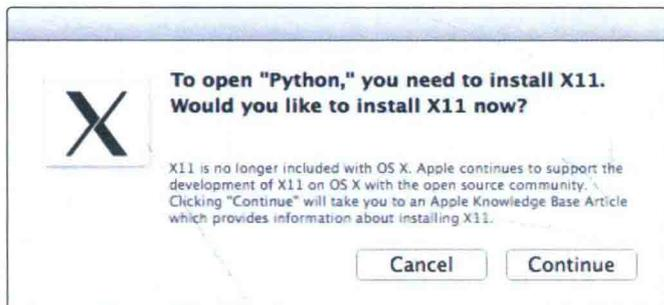 To open "Python," you need to install X11.
Would you like to install X11 now?
X11 is no longer included with OS X. Apple continues to support the
development of X11 on OS X with the open source community.
Clicking "Continue" will take you to an Apple Knowledge Base Article
which provides information about installing X11.
Cancel
Continue